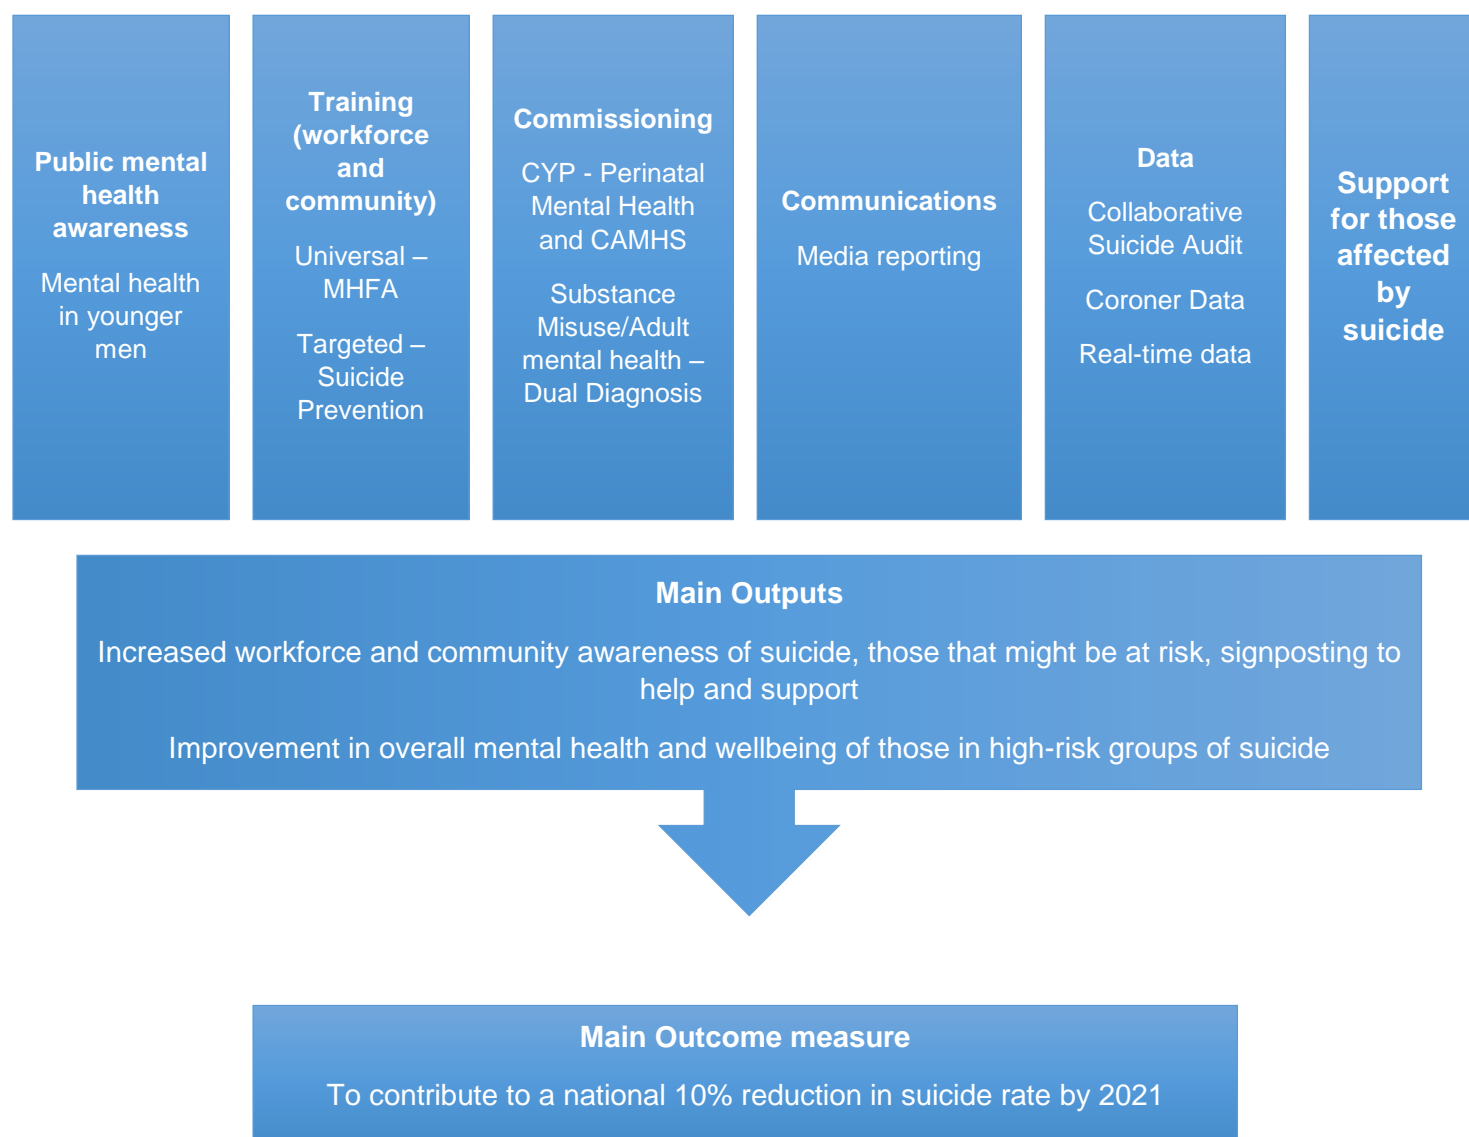 Public mental
health
awareness
Mental health
in younger
men
Training
(workforce
and
community)
Universal –
MHFA
Targeted –
Suicide
Prevention
Commissioning
CYP - Perinatal
Mental Health
and CAMHS
Substance
Misuse/Adult
mental health –
Dual Diagnosis
Communications
Media reporting
Data
Collaborative
Suicide Audit
Coroner Data
Real-time data
Support
for those
affected
by
suicide
Main Outputs
Increased workforce and community awareness of suicide, those that might be at risk, signposting to
help and support
Improvement in overall mental health and wellbeing of those in high-risk groups of suicide
Main Outcome measure
To contribute to a national 10% reduction in suicide rate by 2021